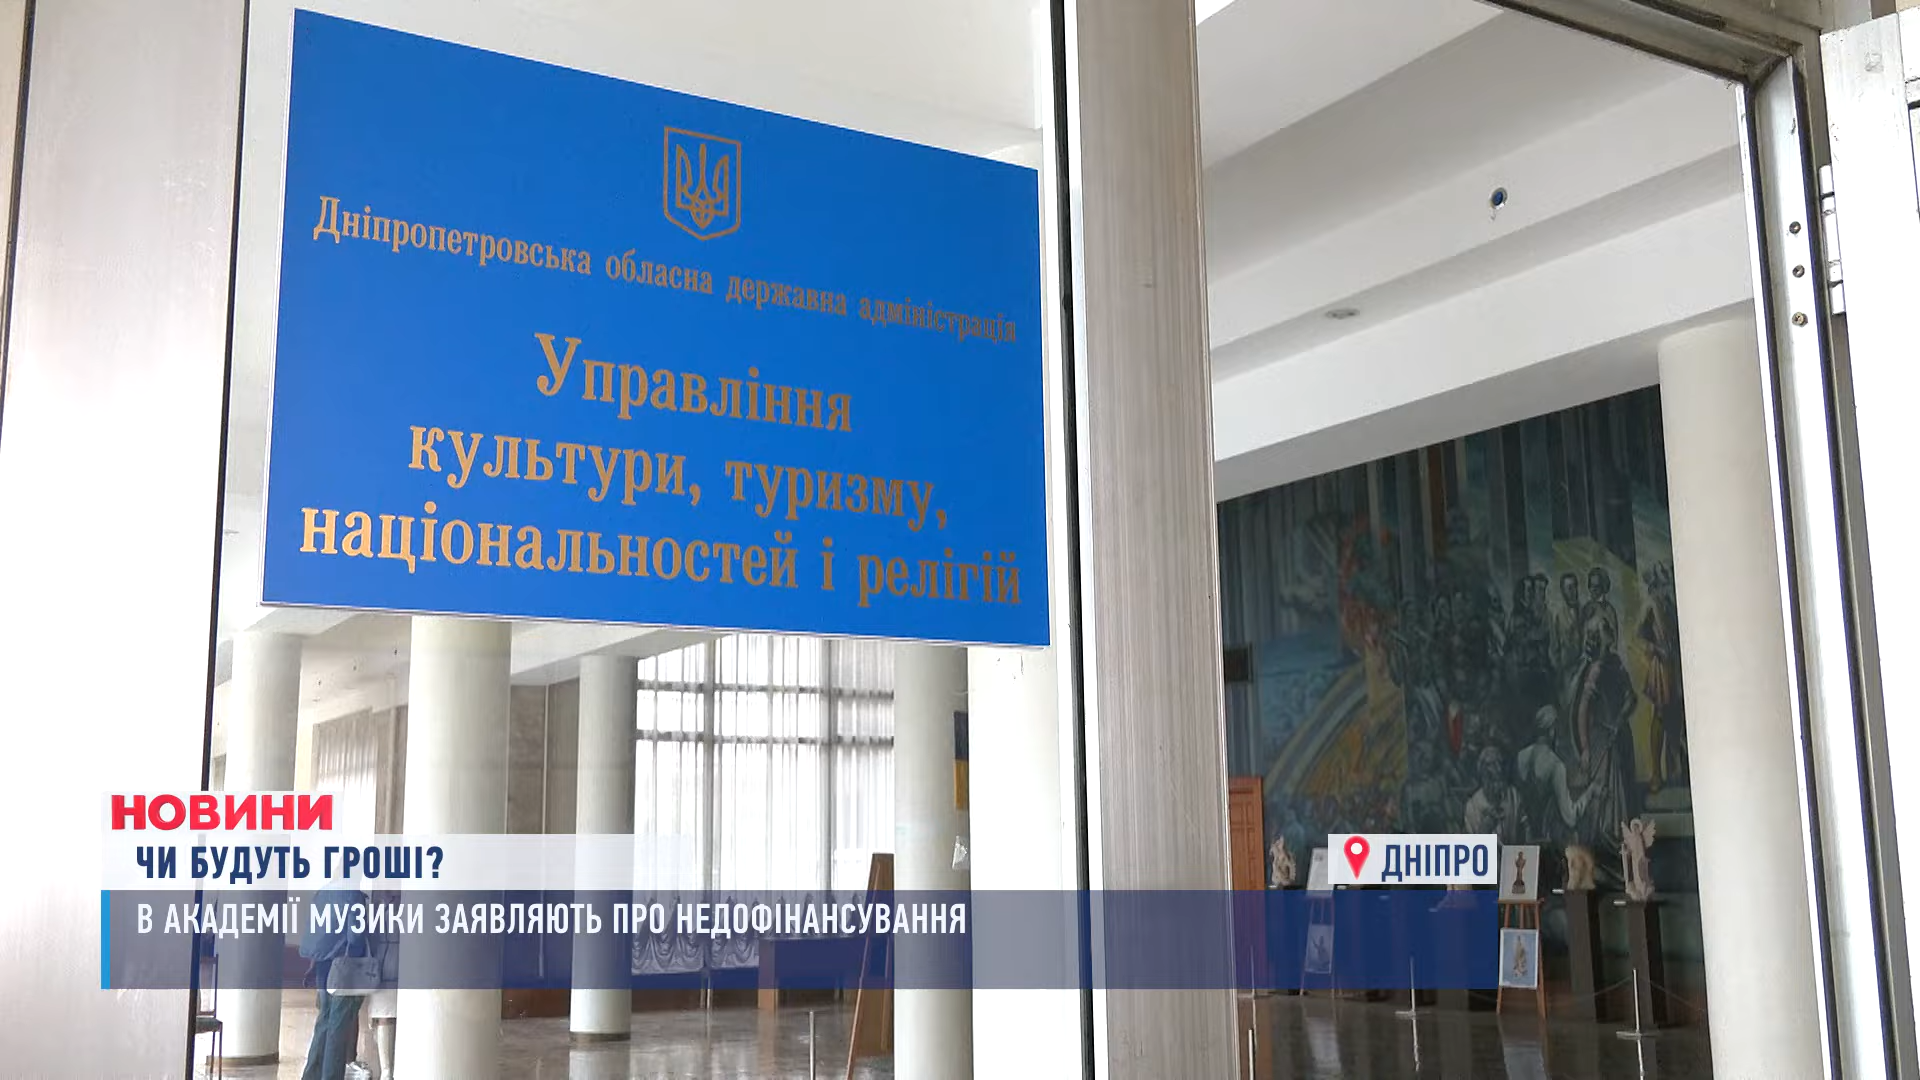 Дніпропетровська обласна державна адміністрація
Управління
культури, туризму,
національностей і релігій
НОВИНИ
ЧИ БУДУТЬ ГРОШІ?
ДНІПРО
В АКАДЕМІЇ МУЗИКИ ЗАЯВЛЯЮТЬ ПРО НЕДОФІНАНСУВАННЯ